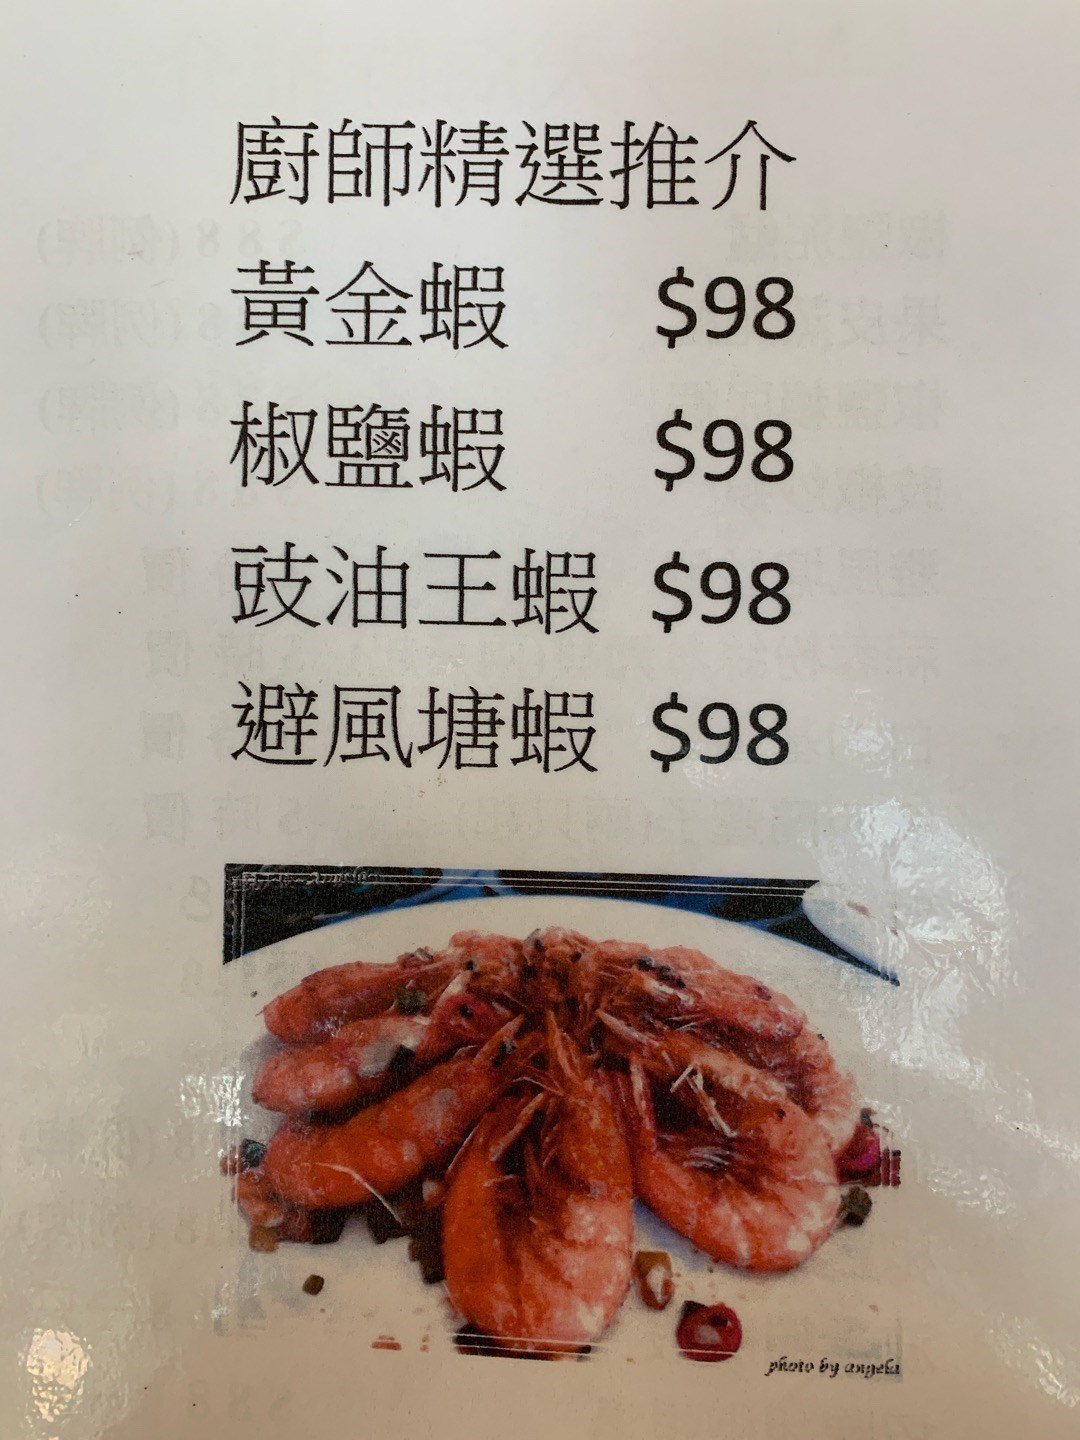 廚師精選推介
黃金蝦 $98
椒鹽蝦 $98
豉油王蝦 $98
避風塘蝦 $98
photo by angela